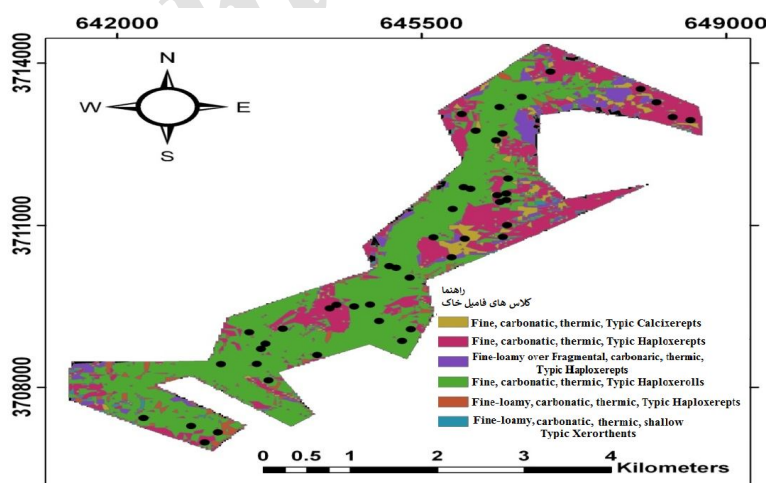 642000 645500 649000
3714000
N
W E
S
3711000
راهنما
کلاس های فامیل خاک
Fine, carbonatic, thermic, Typic Calcixerepts
Fine, carbonatic, thermic, Typic Haploxerepts
Fine-loamy over Fragmental, carbonaric, thermic,
Typic Haploxerepts
3708000
Fine, carbonatic, thermic, Typic Haploxerolls
Fine-loamy, carbonatic, thermic, Typic Haploxerepts
Fine-loamy, carbonatic, thermic, shallow
Typic Xerorthents
0 0.5 1 2 3 4
Kilometers